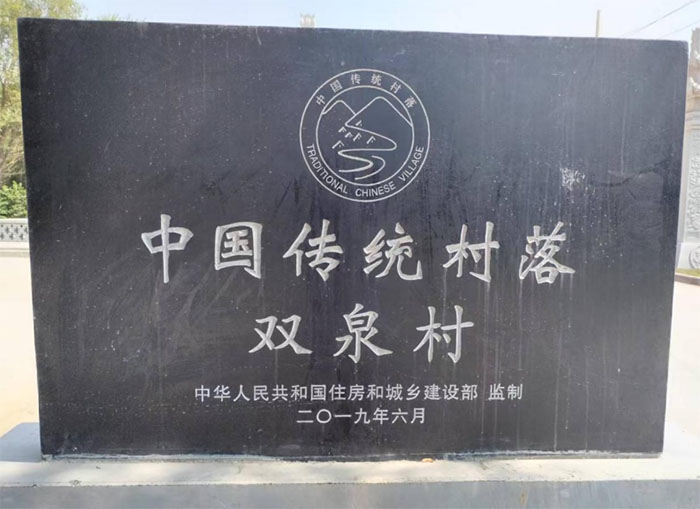 中国传统村落
TRADITIONAL CHINESE VILLAGE
中国传统村落
双泉村
中华人民共和国住房和城乡建设部 监制
二〇一九年六月